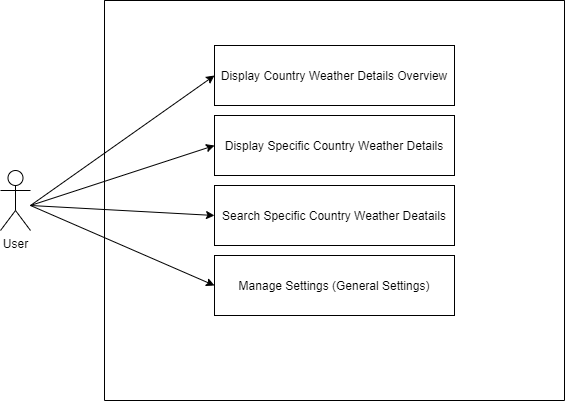 Display Country Weather Details Overview
Display Specific Country Weather Details
Search Specific Country Weather Deatails
User
Manage Settings (General Settings)